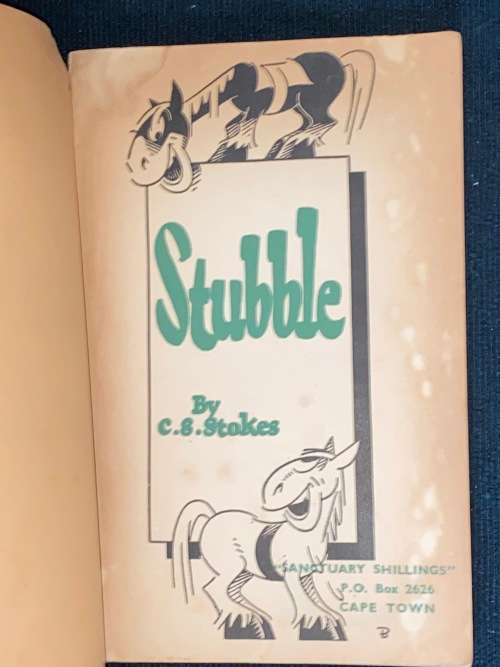 Stubble
By
C.S.Stokes
"SANCTUARY SHILLINGS"
P.O. Box 2626
CAPE TOWN
B